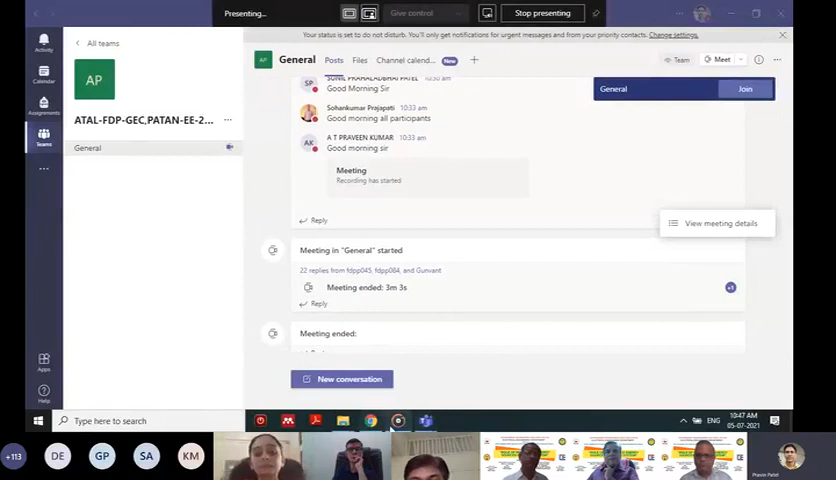 Presenting...
Give control
Stop presenting
Your status is set to do not disturb. You'll only get notifications for urgent messages and from your priority contacts. Change settings.
Activity
Calendar
Assignments
Teams
Apps
Help
All teams
AP
ATAL-FDP-GEC,PATAN-EE-2...
General
AP
General
Posts
Files
Channel calend...
New
Team
Meet
General
Join
SP
SUNIL PRAHALADBHAI PATEL 10:30 am
Good Morning Sir
Sohankumar Prajapati 10:33 am
Good morning all participants
AK
A T PRAVEEN KUMAR 10:33 am
Good morning sir
Meeting
Recording has started
Reply
View meeting details
Meeting in "General" started
22 replies from fdpp045, fdpp084, and Gunvant
Meeting ended: 3m 3s
+1
Reply
Meeting ended:
New conversation
Type here to search
ENG
10:47 AM
05-07-2021
+113
DE
GP
SA
KM
Pravin Patel